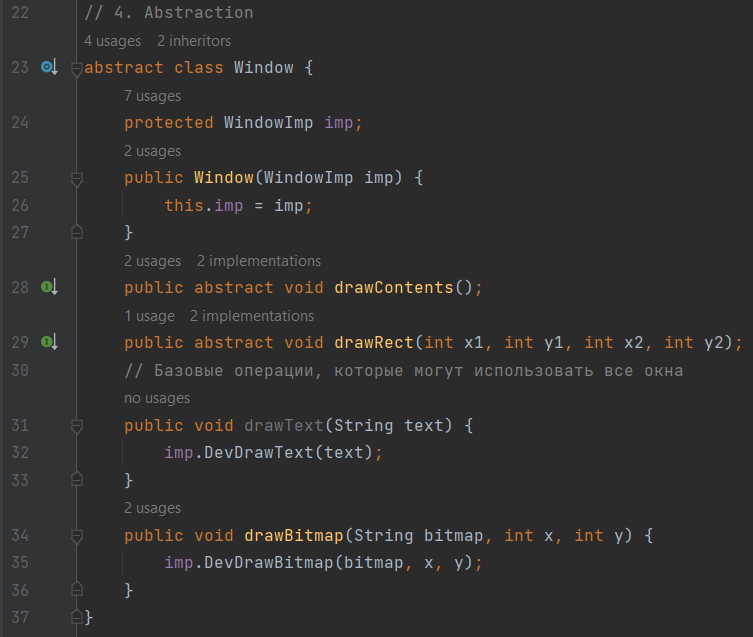 22 // 4. Abstraction
4 usages 2 inheritors
23 abstract class Window {
7 usages
24 protected WindowImp imp;
2 usages
25 public Window(WindowImp imp) {
26 this.imp = imp;
27 }
2 usages 2 implementations
28 public abstract void drawContents();
1 usage 2 implementations
29 public abstract void drawRect(int x1, int y1, int x2, int y2);
30 // Базовые операции, которые могут использовать все окна
no usages
31 public void drawText(String text) {
32 imp.DevDrawText(text);
33 }
2 usages
34 public void drawBitmap(String bitmap, int x, int y) {
35 imp.DevDrawBitmap(bitmap, x, y);
36 }
37 }